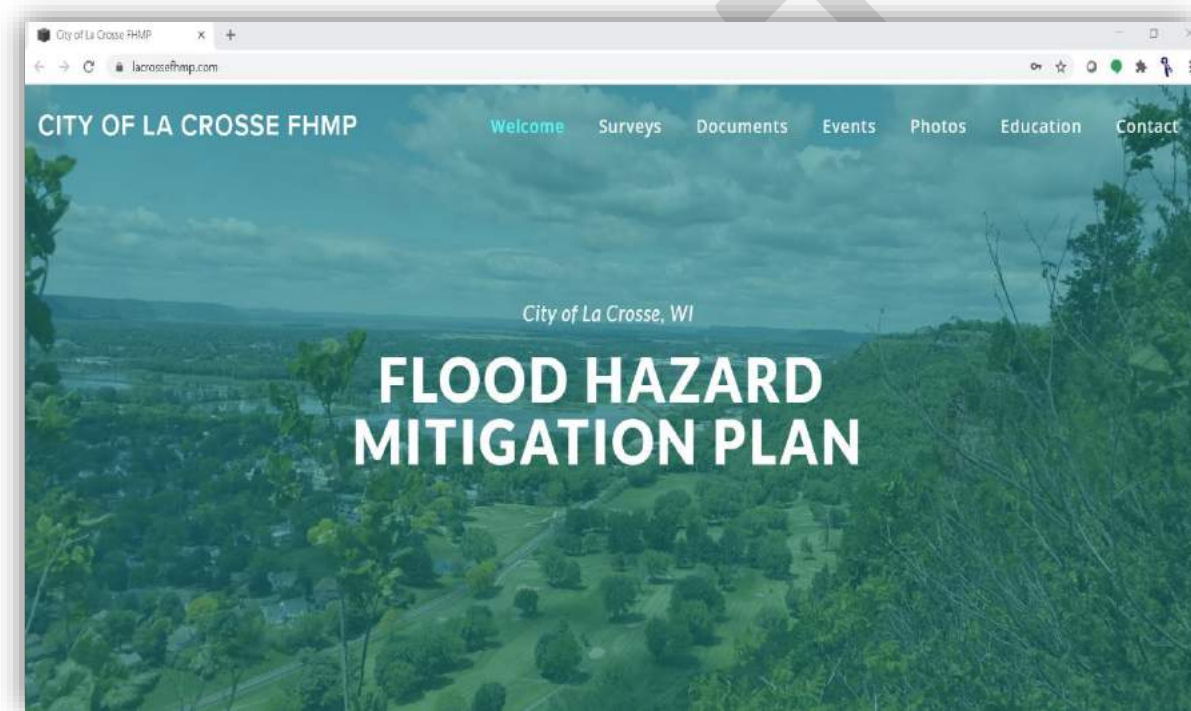 City of La Crosse FHMP
lacrossefhmp.com
CITY OF LA CROSSE FHMP
Welcome Surveys Documents Events Photos Education Contact
City of La Crosse, WI
FLOOD HAZARD
MITIGATION PLAN